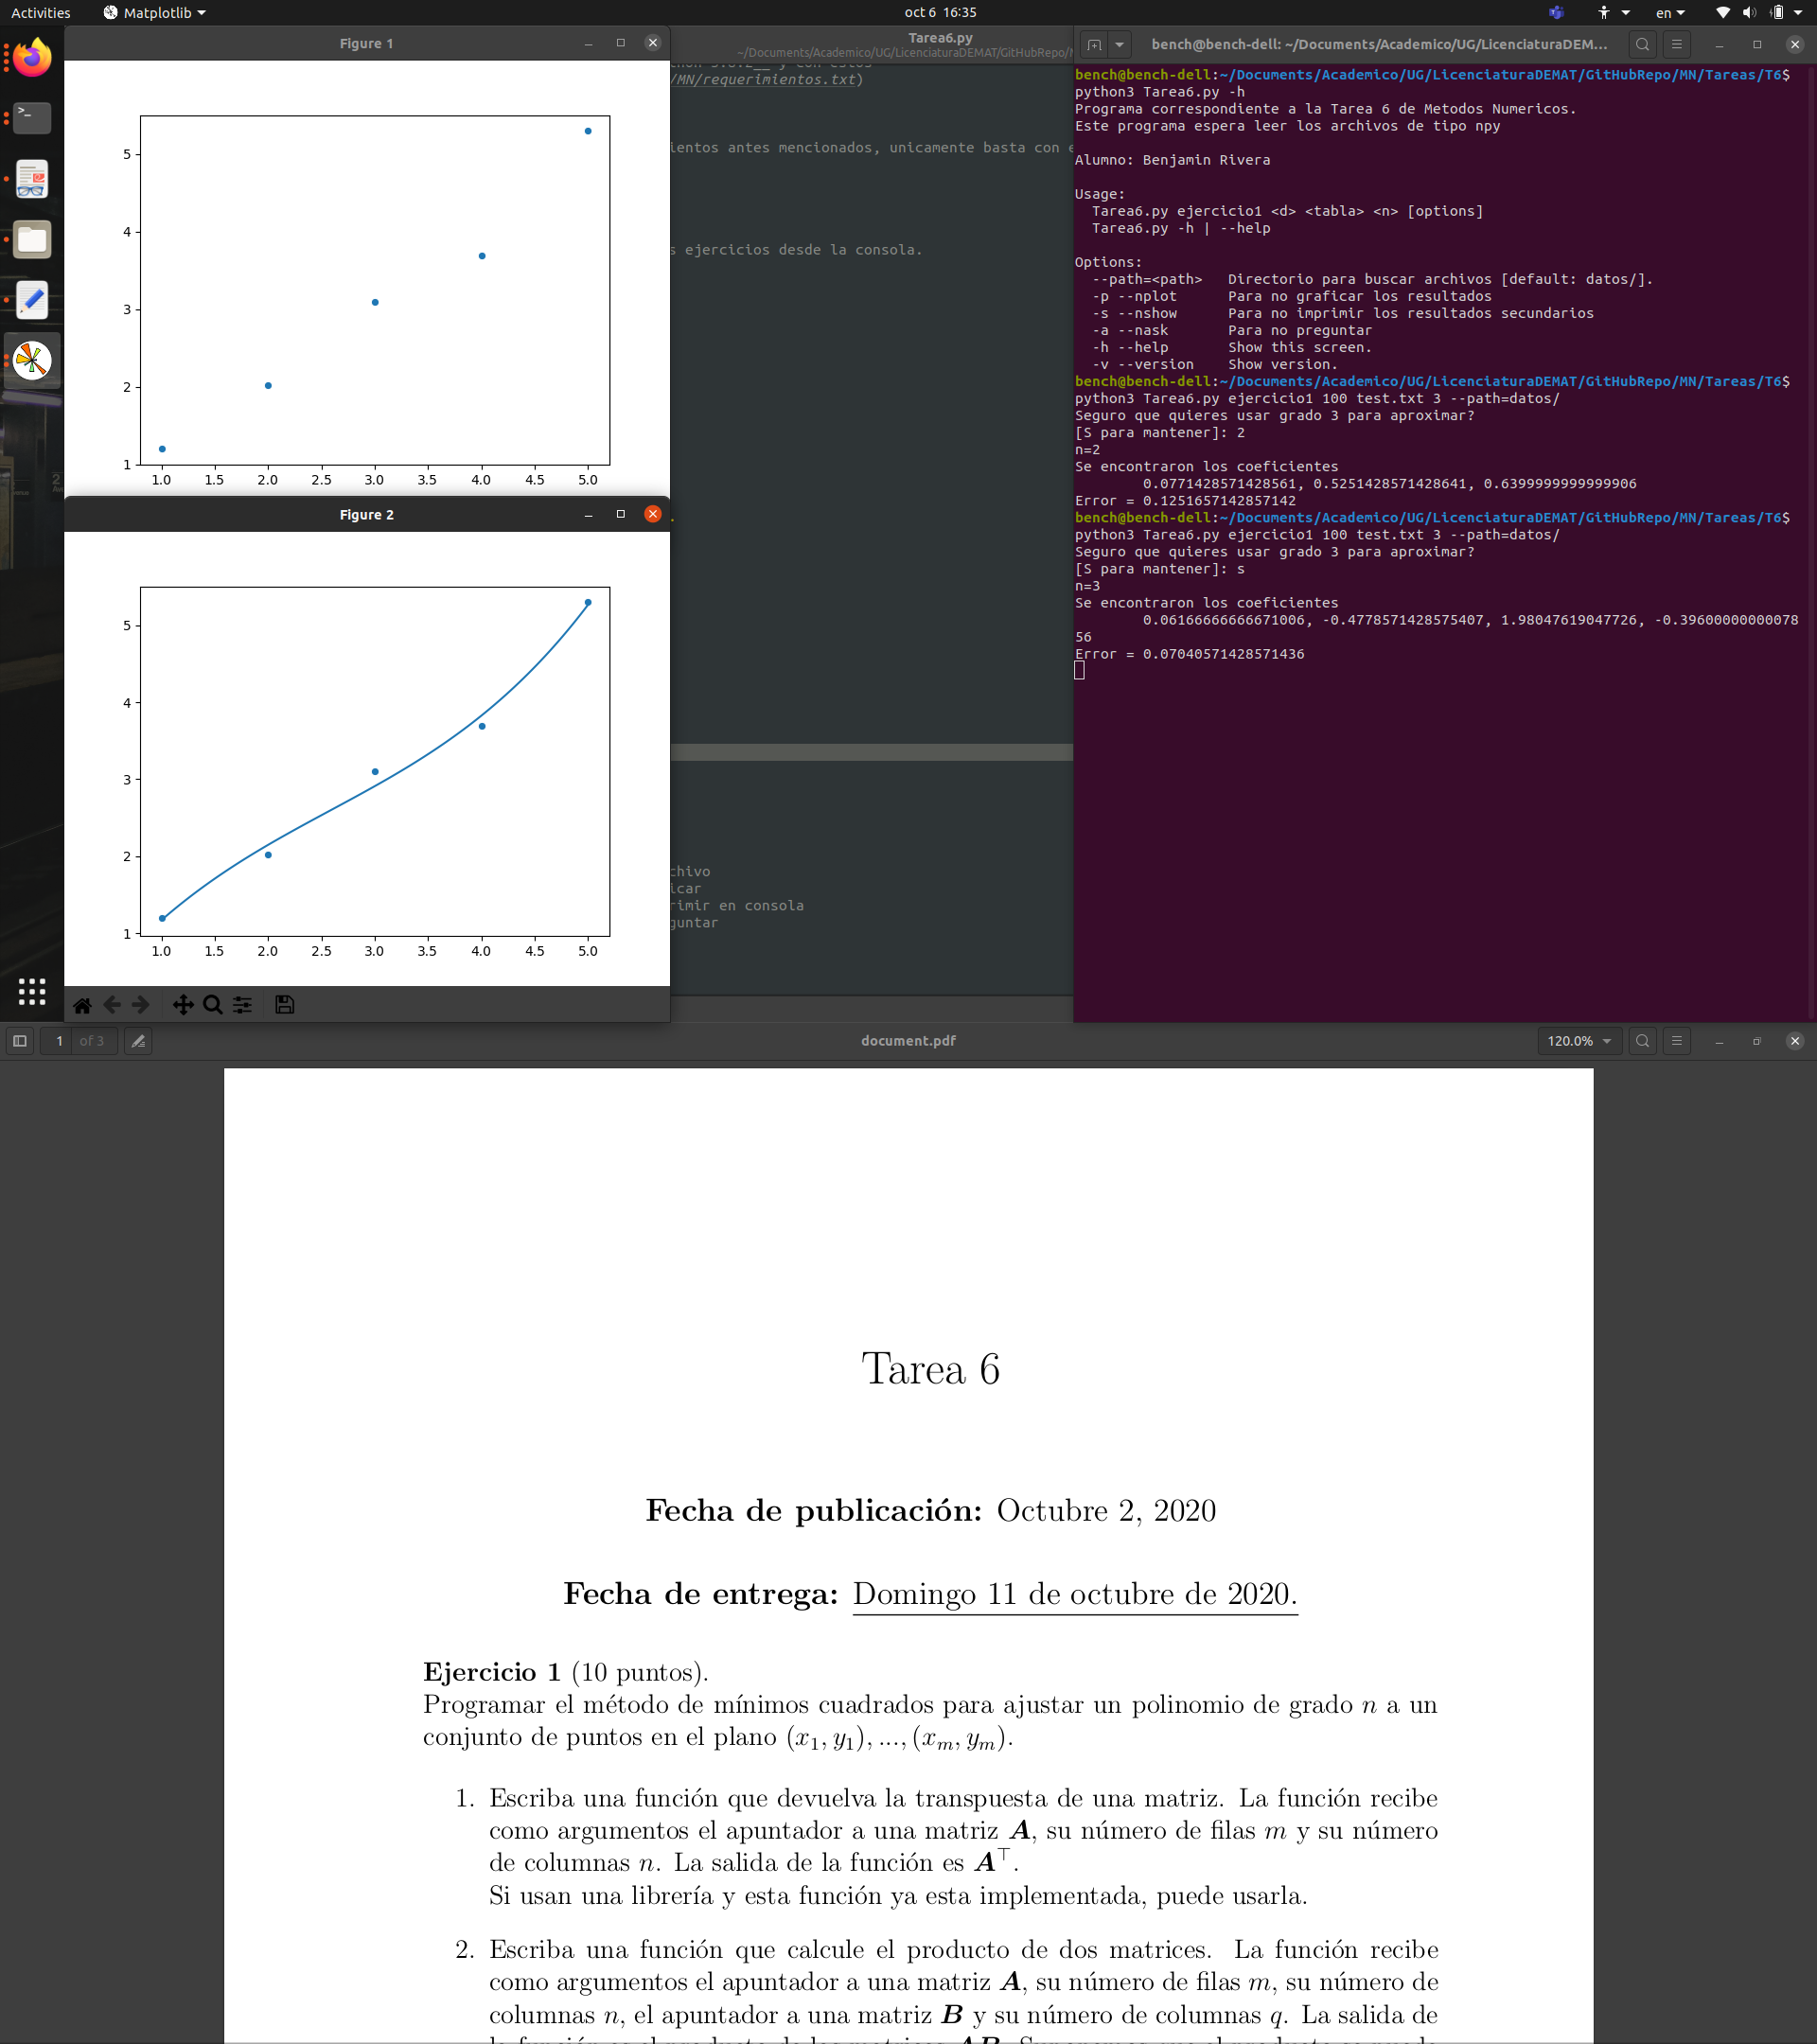 Activities
Matplotlib
oct 6 16:35
en
Figure 1
5
4
3
2
1
1.0 1.5 2.0 2.5 3.0 3.5 4.0 4.5 5.0
Figure 2
5
4
3
2
1
1.0 1.5 2.0 2.5 3.0 3.5 4.0 4.5 5.0
Tarea6.py
~/Documents/Academico/UG/LicenciaturaDEMAT/GitHubRepo/
/MN/requerimientos.txt)
entos antes mencionados, unicamente basta con e
s ejercicios desde la consola.
chivo
icar
rimir en consola
guntar
bench@bench-dell: ~/Documents/Academico/UG/LicenciaturaDEM...
bench@bench-dell:~/Documents/Academico/UG/LicenciaturaDEMAT/GitHubRepo/MN/Tareas/T6$
python3 Tarea6.py -h
Programa correspondiente a la Tarea 6 de Metodos Numericos.
Este programa espera leer los archivos de tipo npy
Alumno: Benjamin Rivera
Usage:
Tarea6.py ejercicio1 <d> <tabla> <n> [options]
Tarea6.py -h | --help
Options:
--path=<path> Directorio para buscar archivos [default: datos/].
-p --nplot Para no graficar los resultados
-s --nshow Para no imprimir los resultados secundarios
-a --nask Para no preguntar
-h --help Show this screen.
-v --version Show version.
bench@bench-dell:~/Documents/Academico/UG/LicenciaturaDEMAT/GitHubRepo/MN/Tareas/T6$
python3 Tarea6.py ejercicio1 100 test.txt 3 --path=datos/
Seguro que quieres usar grado 3 para aproximar?
[S para mantener]: 2
n=2
Se encontraron los coeficientes
0.0771428571428561, 0.5251428571428641, 0.6399999999999906
Error = 0.1251657142857142
bench@bench-dell:~/Documents/Academico/UG/LicenciaturaDEMAT/GitHubRepo/MN/Tareas/T6$
python3 Tarea6.py ejercicio1 100 test.txt 3 --path=datos/
Seguro que quieres usar grado 3 para aproximar?
[S para mantener]: s
n=3
Se encontraron los coeficientes
0.06166666666671006, -0.4778571428575407, 1.98047619047726, -0.39600000000078
56
Error = 0.07040571428571436
1 of 3
document.pdf
120.0%
Tarea 6
Fecha de publicación: Octubre 2, 2020
Fecha de entrega: Domingo 11 de octubre de 2020.
Ejercicio 1 (10 puntos).
Programar el método de mínimos cuadrados para ajustar un polinomio de grado n a un
conjunto de puntos en el plano (x₁, y₁), ..., (xₘ, yₘ).
1. Escriba una función que devuelva la transpuesta de una matriz. La función recibe
como argumentos el apuntador a una matriz A, su número de filas m y su número
de columnas n. La salida de la función es A⊤.
Si usan una librería y esta función ya esta implementada, puede usarla.
2. Escriba una función que calcule el producto de dos matrices. La función recibe
como argumentos el apuntador a una matriz A, su número de filas m, su número de
columnas n, el apuntador a una matriz B y su número de columnas q. La salida de